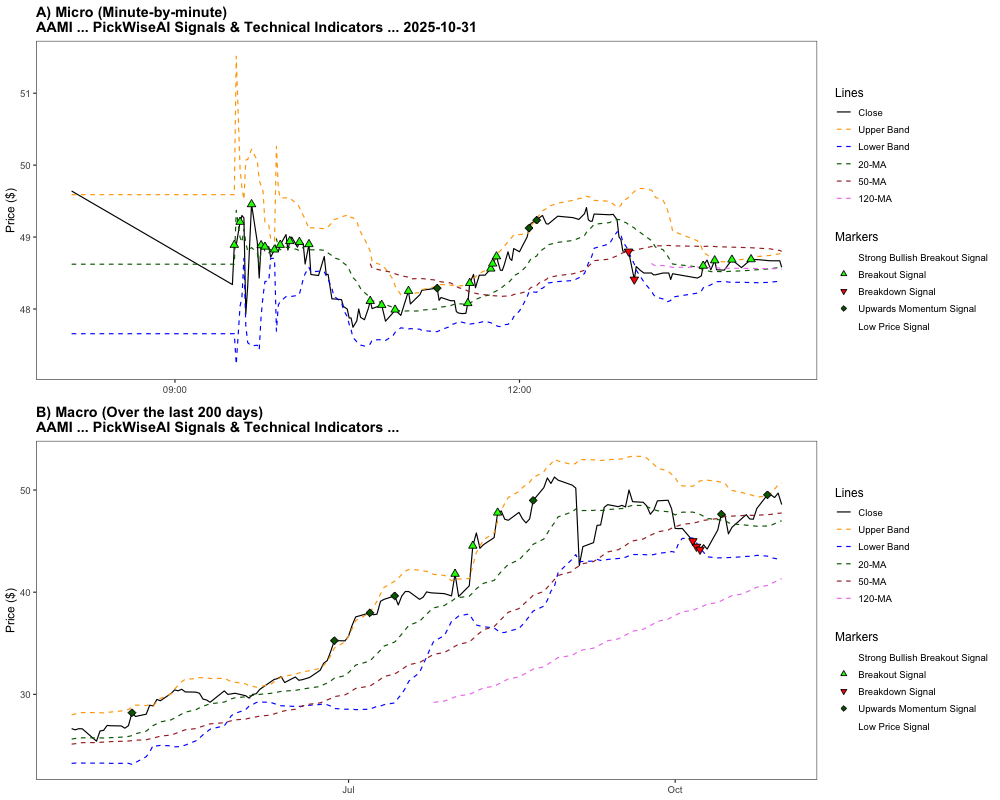 A) Micro (Minute-by-minute)
AAMI ... PickWiseAI Signals & Technical Indicators ... 2025-10-31
Price ($)
51
50
49
48
09:00
12:00
Lines
Close
Upper Band
Lower Band
20-MA
50-MA
120-MA
Markers
Strong Bullish Breakout Signal
Breakout Signal
Breakdown Signal
Upwards Momentum Signal
Low Price Signal
B) Macro (Over the last 200 days)
AAMI ... PickWiseAI Signals & Technical Indicators ...
Price ($)
50
40
30
Jul
Oct
Lines
Close
Upper Band
Lower Band
20-MA
50-MA
120-MA
Markers
Strong Bullish Breakout Signal
Breakout Signal
Breakdown Signal
Upwards Momentum Signal
Low Price Signal